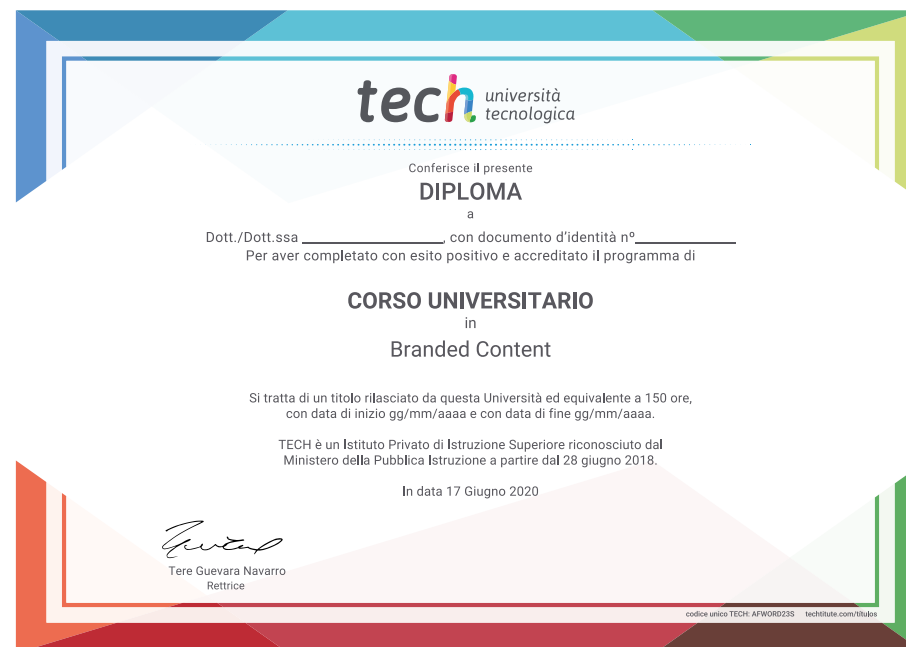 tech università
tecnologica
Conferisce il presente
DIPLOMA
a
Dott./Dott.ssa ____________________, con documento d'identità nº______________
Per aver completato con esito positivo e accreditato il programma di
CORSO UNIVERSITARIO
in
Branded Content
Si tratta di un titolo rilasciato da questa Università ed equivalente a 150 ore,
con data di inizio gg/mm/aaaa e con data di fine gg/mm/aaaa.
TECH è un Istituto Privato di Istruzione Superiore riconosciuto dal
Ministero della Pubblica Istruzione a partire dal 28 giugno 2018.
In data 17 Giugno 2020
Tere Guevara Navarro
Rettrice
codice unico TECH: AFWORD23S techtitute.com/titulos